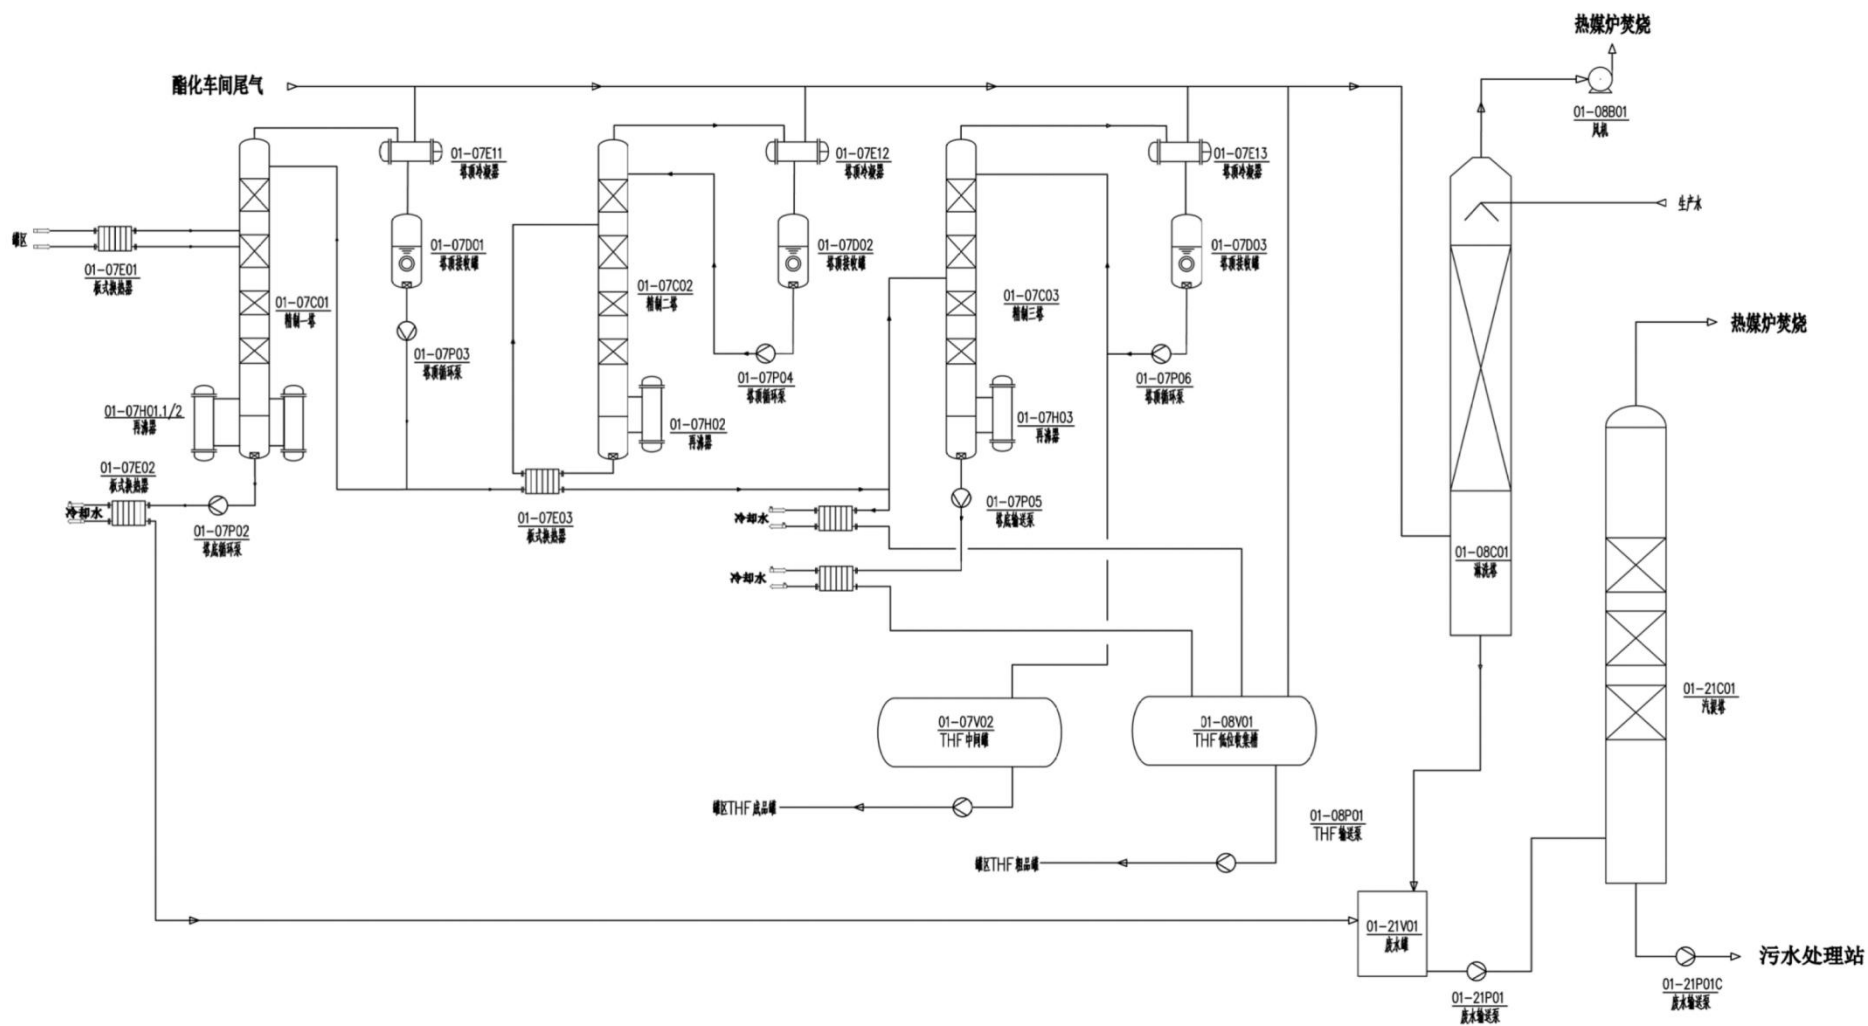 热媒炉焚烧
酯化车间尾气
01-08B01
风机
01-07E11
塔顶冷凝器
01-07E12
塔顶冷凝器
01-07E13
塔顶冷凝器
生产水
罐区
01-07E01
板式换热器
01-07D01
塔顶接收罐
01-07D02
塔顶接收罐
01-07D03
塔顶接收罐
01-07C01
精制一塔
01-07C02
精制二塔
01-07C03
精制三塔
热媒炉焚烧
01-07P03
塔顶循环泵
01-07P04
塔顶循环泵
01-07P06
塔顶循环泵
01-07H01.1/2
再沸器
01-07H02
再沸器
01-07H03
再沸器
01-07E02
板式换热器
冷却水
01-07P02
塔底循环泵
01-07E03
板式换热器
冷却水
01-07P05
塔底输送泵
冷却水
01-08C01
淋洗塔
01-21C01
汽提塔
01-07V02
THF中间罐
01-08V01
THF低位收集槽
罐区THF成品罐
01-08P01
THF输送泵
罐区THF粗品罐
01-21V01
废水罐
01-21P01
废水输送泵
污水处理站
01-21P01C
废水输送泵